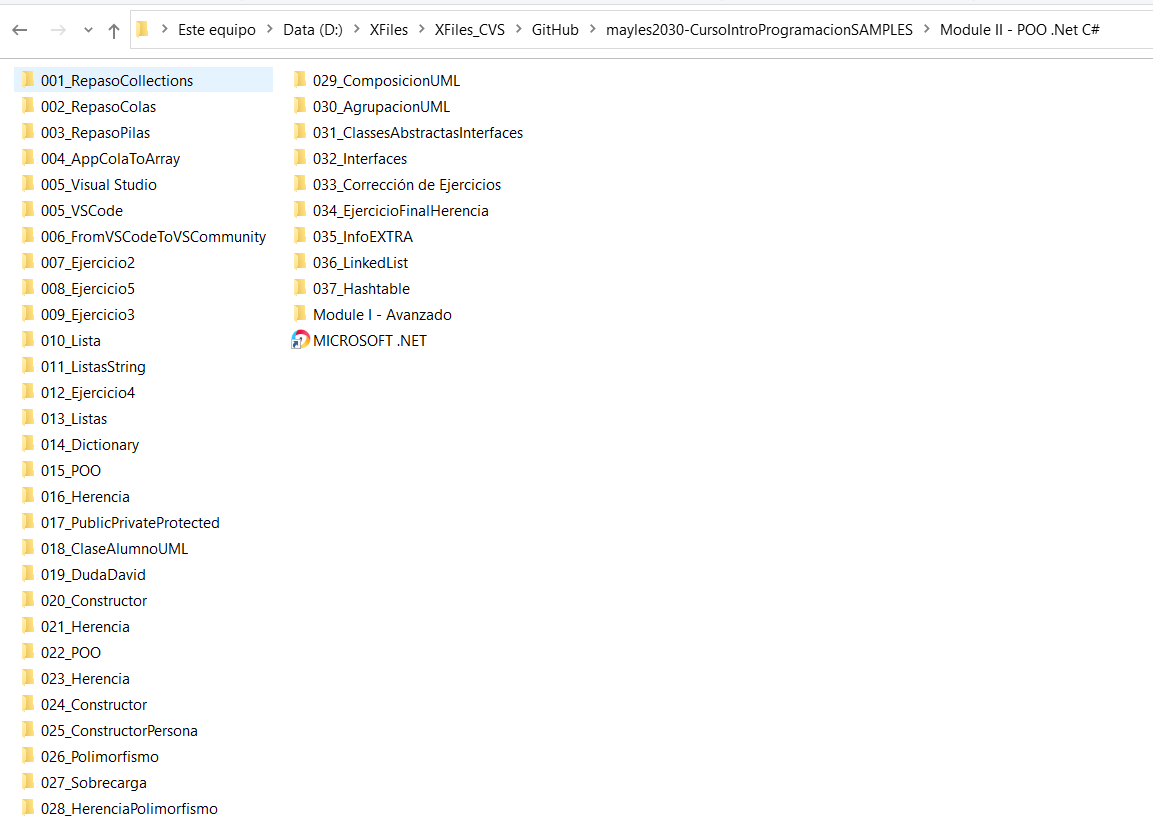 Este equipo > Data (D:) > XFiles > XFiles_CVS > GitHub > mayles2030-CursoIntroProgramacionSAMPLES > Module II - POO .Net C#
001_RepasoCollections
002_RepasoColas
003_RepasoPilas
004_AppColaToArray
005_Visual Studio
005_VSCode
006_FromVSCodeToVSCommunity
007_Ejercicio2
008_Ejercicio5
009_Ejercicio3
010_Lista
011_ListasString
012_Ejercicio4
013_Listas
014_Dictionary
015_POO
016_Herencia
017_PublicPrivateProtected
018_ClaseAlumnoUML
019_DudaDavid
020_Constructor
021_Herencia
022_POO
023_Herencia
024_Constructor
025_ConstructorPersona
026_Polimorfismo
027_Sobrecarga
028_HerenciaPolimorfismo
029_ComposicionUML
030_AgrupacionUML
031_ClassesAbstractasInterfaces
032_Interfaces
033_Corrección de Ejercicios
034_EjercicioFinalHerencia
035_InfoEXTRA
036_LinkedList
037_Hashtable
Module I - Avanzado
MICROSOFT .NET